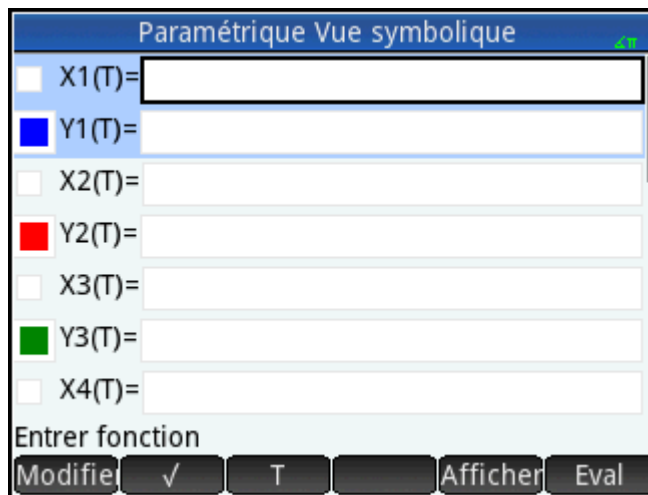 Paramétrique Vue symbolique ∡π
X1(T)=
Y1(T)=
X2(T)=
Y2(T)=
X3(T)=
Y3(T)=
X4(T)=
Entrer fonction
Modifie √ T Afficher Eval